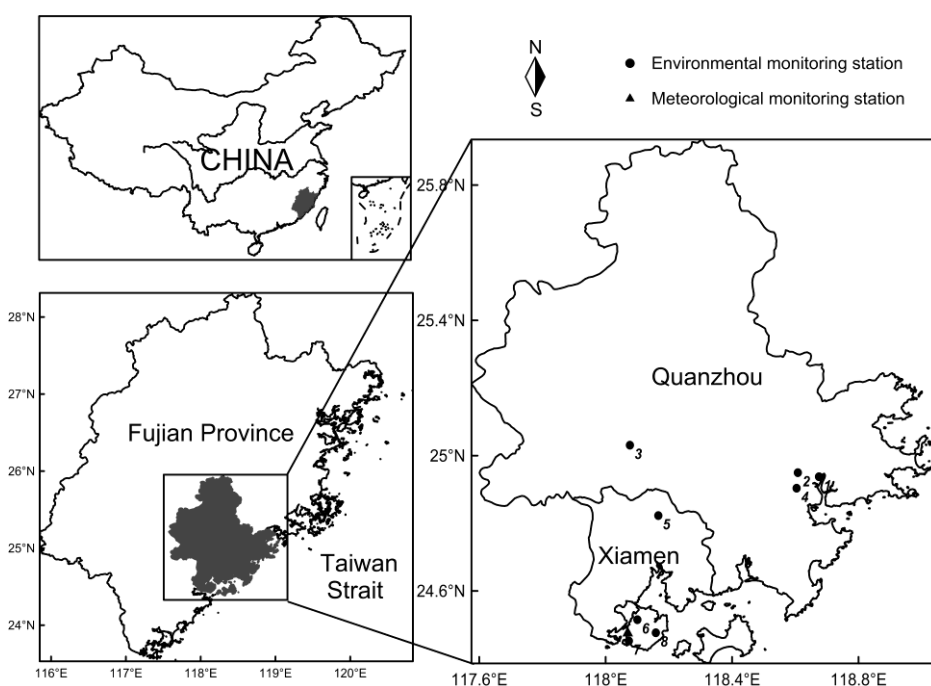 CHINA
N
S
Environmental monitoring station
Meteorological monitoring station
28°N
27°N
26°N
25°N
24°N
116°E
117°E
118°E
119°E
120°E
Fujian Province
Taiwan
Strait
25.8°N
25.4°N
25°N
24.6°N
117.6°E
118°E
118.4°E
118.8°E
Quanzhou
Xiamen
3
2
1
4
5
6
8
7